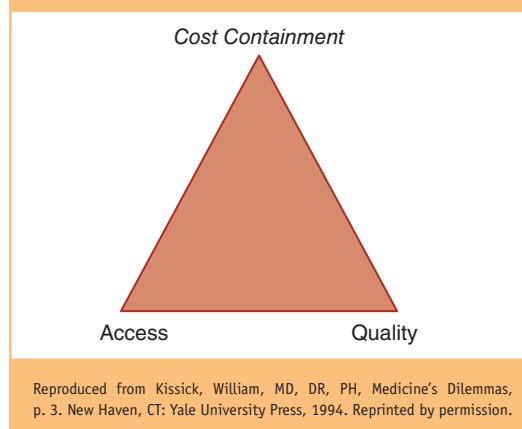 Cost Containment
Access Quality
Reproduced from Kissick, William, MD, DR, PH, Medicine's Dilemmas,
p. 3. New Haven, CT: Yale University Press, 1994. Reprinted by permission.